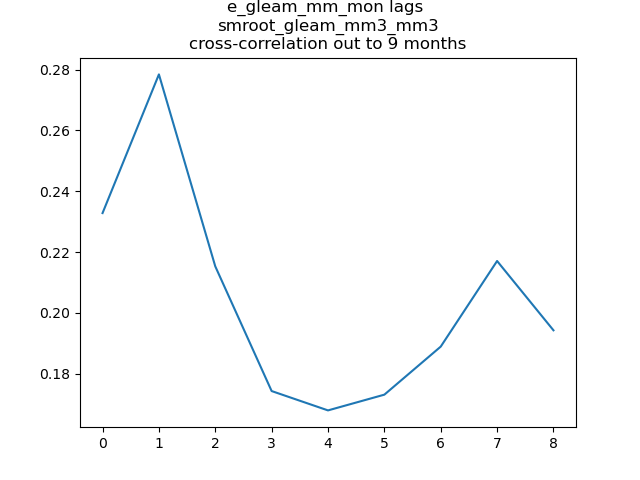 e_gleam_mm_mon lags
smroot_gleam_mm3_mm3
cross-correlation out to 9 months
0.28
0.26
0.24
0.22
0.20
0.18
0 1 2 3 4 5 6 7 8